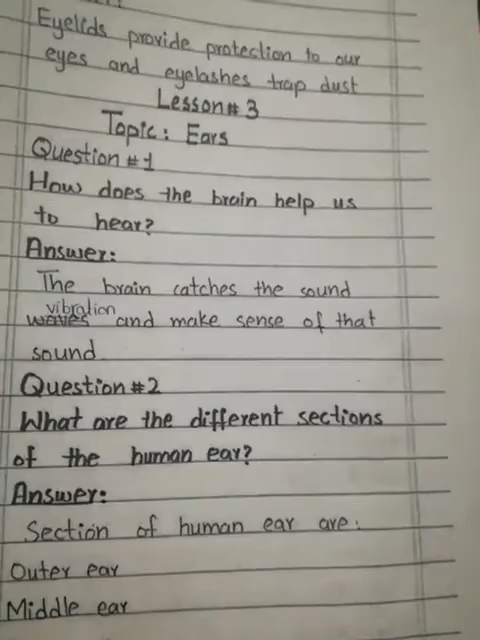 Eyelids provide protection to our
eyes and eyelashes trap dust
Lesson# 3
Topic: Ears
Question #1
How does the brain help us
to hear?
Answer:
The brain catches the sound
vibration
waves and make sense of that
sound
Question #2
What are the different sections
of the human ear?
Answer:
Section of human ear are:
Outer ear
Middle ear